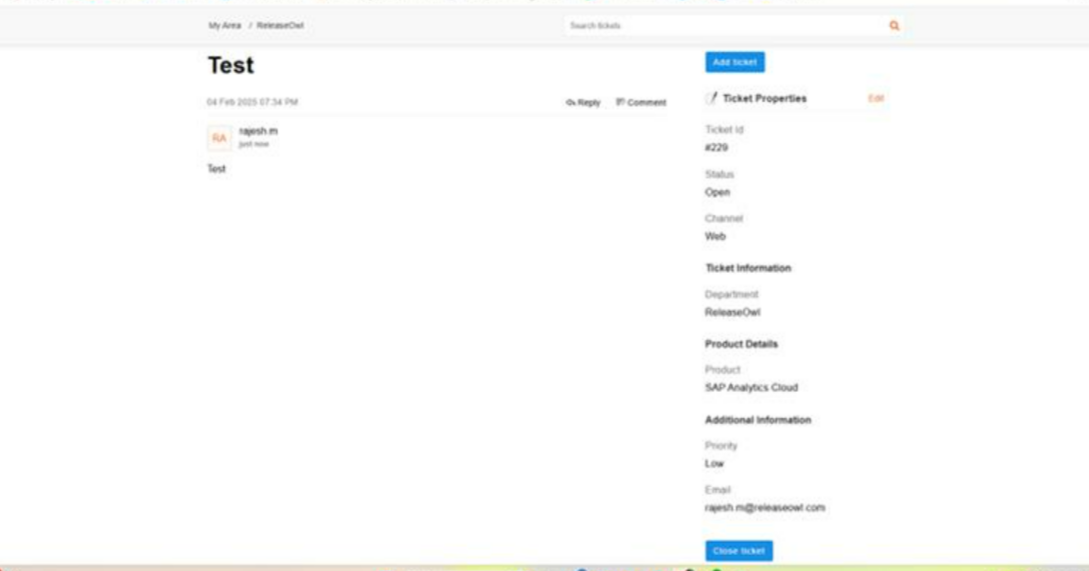 My Area / ReleaseOwl
Search tickets
Test
Add ticket
04 Feb 2025 07:34 PM
Reply Comment
Ticket Properties Edit
RA rajesh.m
just now
Test
Ticket Id
#229
Status
Open
Channel
Web
Ticket Information
Department
ReleaseOwl
Product Details
Product
SAP Analytics Cloud
Additional Information
Priority
Low
Email
rajesh.m@releaseowl.com
Close ticket